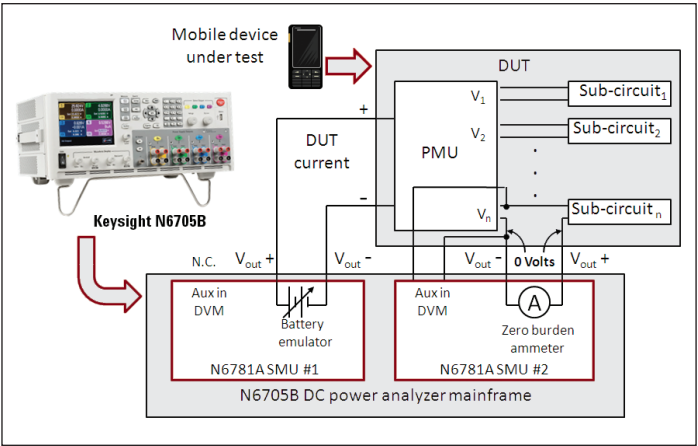 Mobile device
under test
DUT
V1
Sub-circuit1
+
DUT
current
V2
Sub-circuit2
PMU
.
.
.
–
Vn
Sub-circuit n
Keysight N6705B
N.C.
Vout +
Vout -
Vout -
0 Volts
Vout +
Aux in
DVM
Battery
emulator
N6781A SMU #1
Aux in
DVM
A
Zero burden
ammeter
N6781A SMU #2
N6705B DC power analyzer mainframe